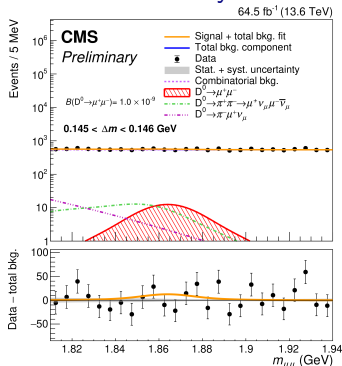 64.5 fb⁻¹ (13.6 TeV)
CMS
Preliminary
Signal + total bkg. fit
Total bkg. component
Data
Stat. + syst. uncertainty
Combinatorial bkg.
D⁰→μ⁺μ⁻
D⁰→π⁺π⁻→μ⁺ν_μμ⁻ν̅_μ
D⁰→π⁻μ⁺ν_μ
B(D⁰→μ⁺μ⁻)= 1.0 × 10⁻⁹
0.145 < Δm < 0.146 GeV
Events / 5 MeV
10⁶
10⁵
10⁴
10³
10²
10
1
Data − total bkg.
100
50
0
−50
1.82 1.84 1.86 1.88 1.9 1.92 1.94
m_μμ (GeV)